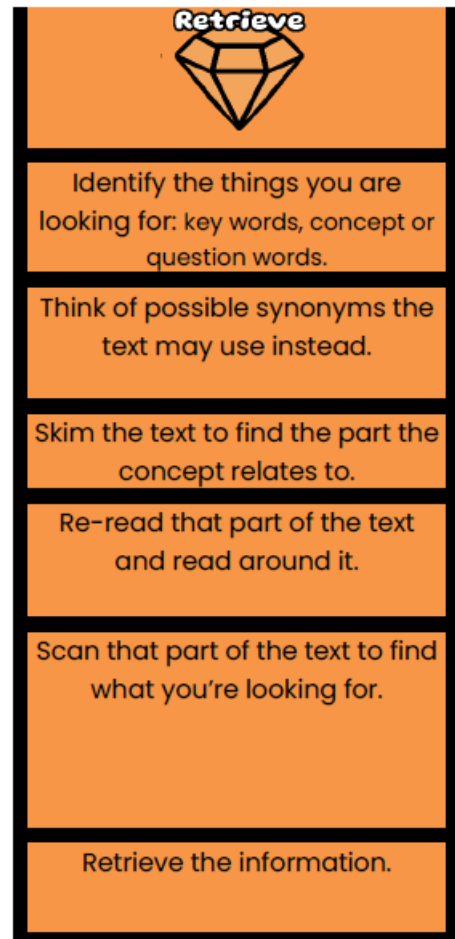 Retrieve
Identify the things you are
looking for: key words, concept or
question words.
Think of possible synonyms the
text may use instead.
Skim the text to find the part the
concept relates to.
Re-read that part of the text
and read around it.
Scan that part of the text to find
what you’re looking for.
Retrieve the information.